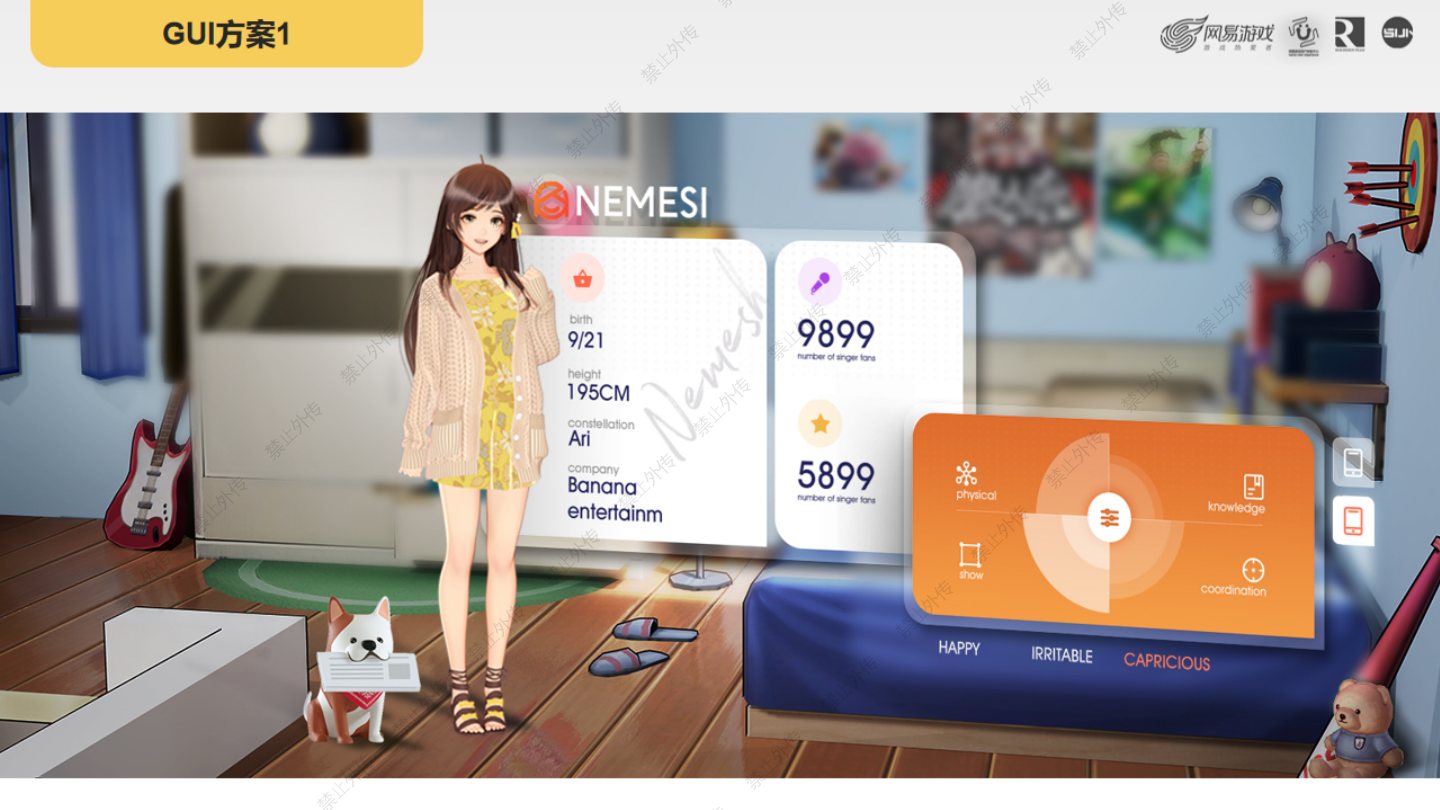 GUI方案1
网易游戏
游戏热爱者
R
SIJI
NEMESI
birth
9/21
height
195CM
constellation
Ari
company
Banana
entertainm
Nemesh
9899
number of singer fans
5899
number of singer fans
physical
knowledge
show
coordination
HAPPY
IRRITABLE
CAPRICIOUS
禁止外传